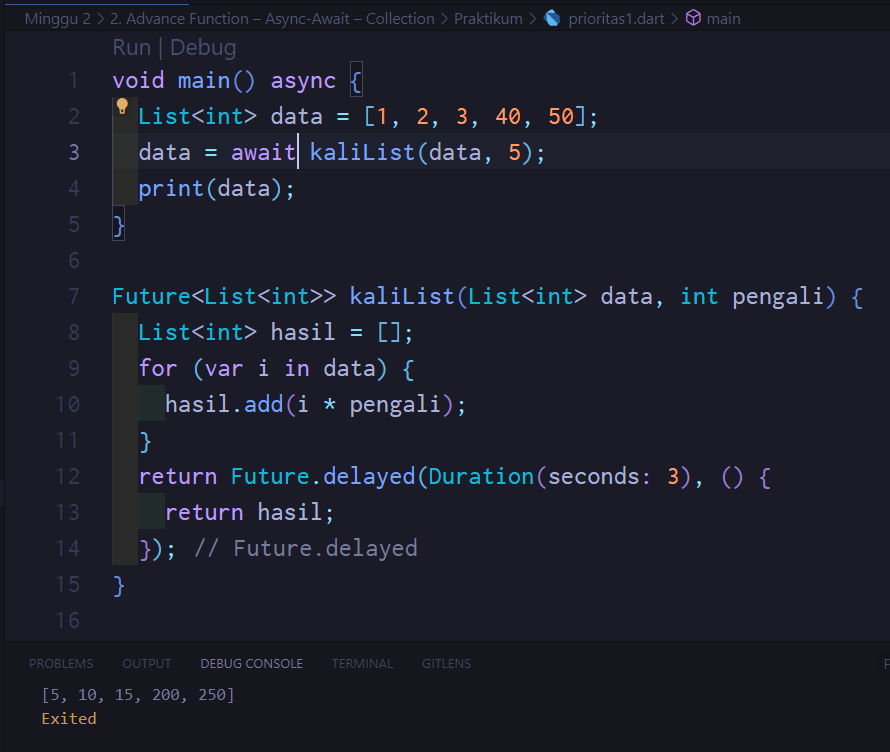 Minggu 2 > 2. Advance Function – Async-Await – Collection > Praktikum > prioritas1.dart > main
Run | Debug
1 void main() async {
2 List<int> data = [1, 2, 3, 40, 50];
3 data = await kaliList(data, 5);
4 print(data);
5 }
6
7 Future<List<int>> kaliList(List<int> data, int pengali) {
8 List<int> hasil = [];
9 for (var i in data) {
10 hasil.add(i * pengali);
11 }
12 return Future.delayed(Duration(seconds: 3), () {
13 return hasil;
14 }); // Future.delayed
15 }
16
PROBLEMS OUTPUT DEBUG CONSOLE TERMINAL GITLENS F
[5, 10, 15, 200, 250]
Exited